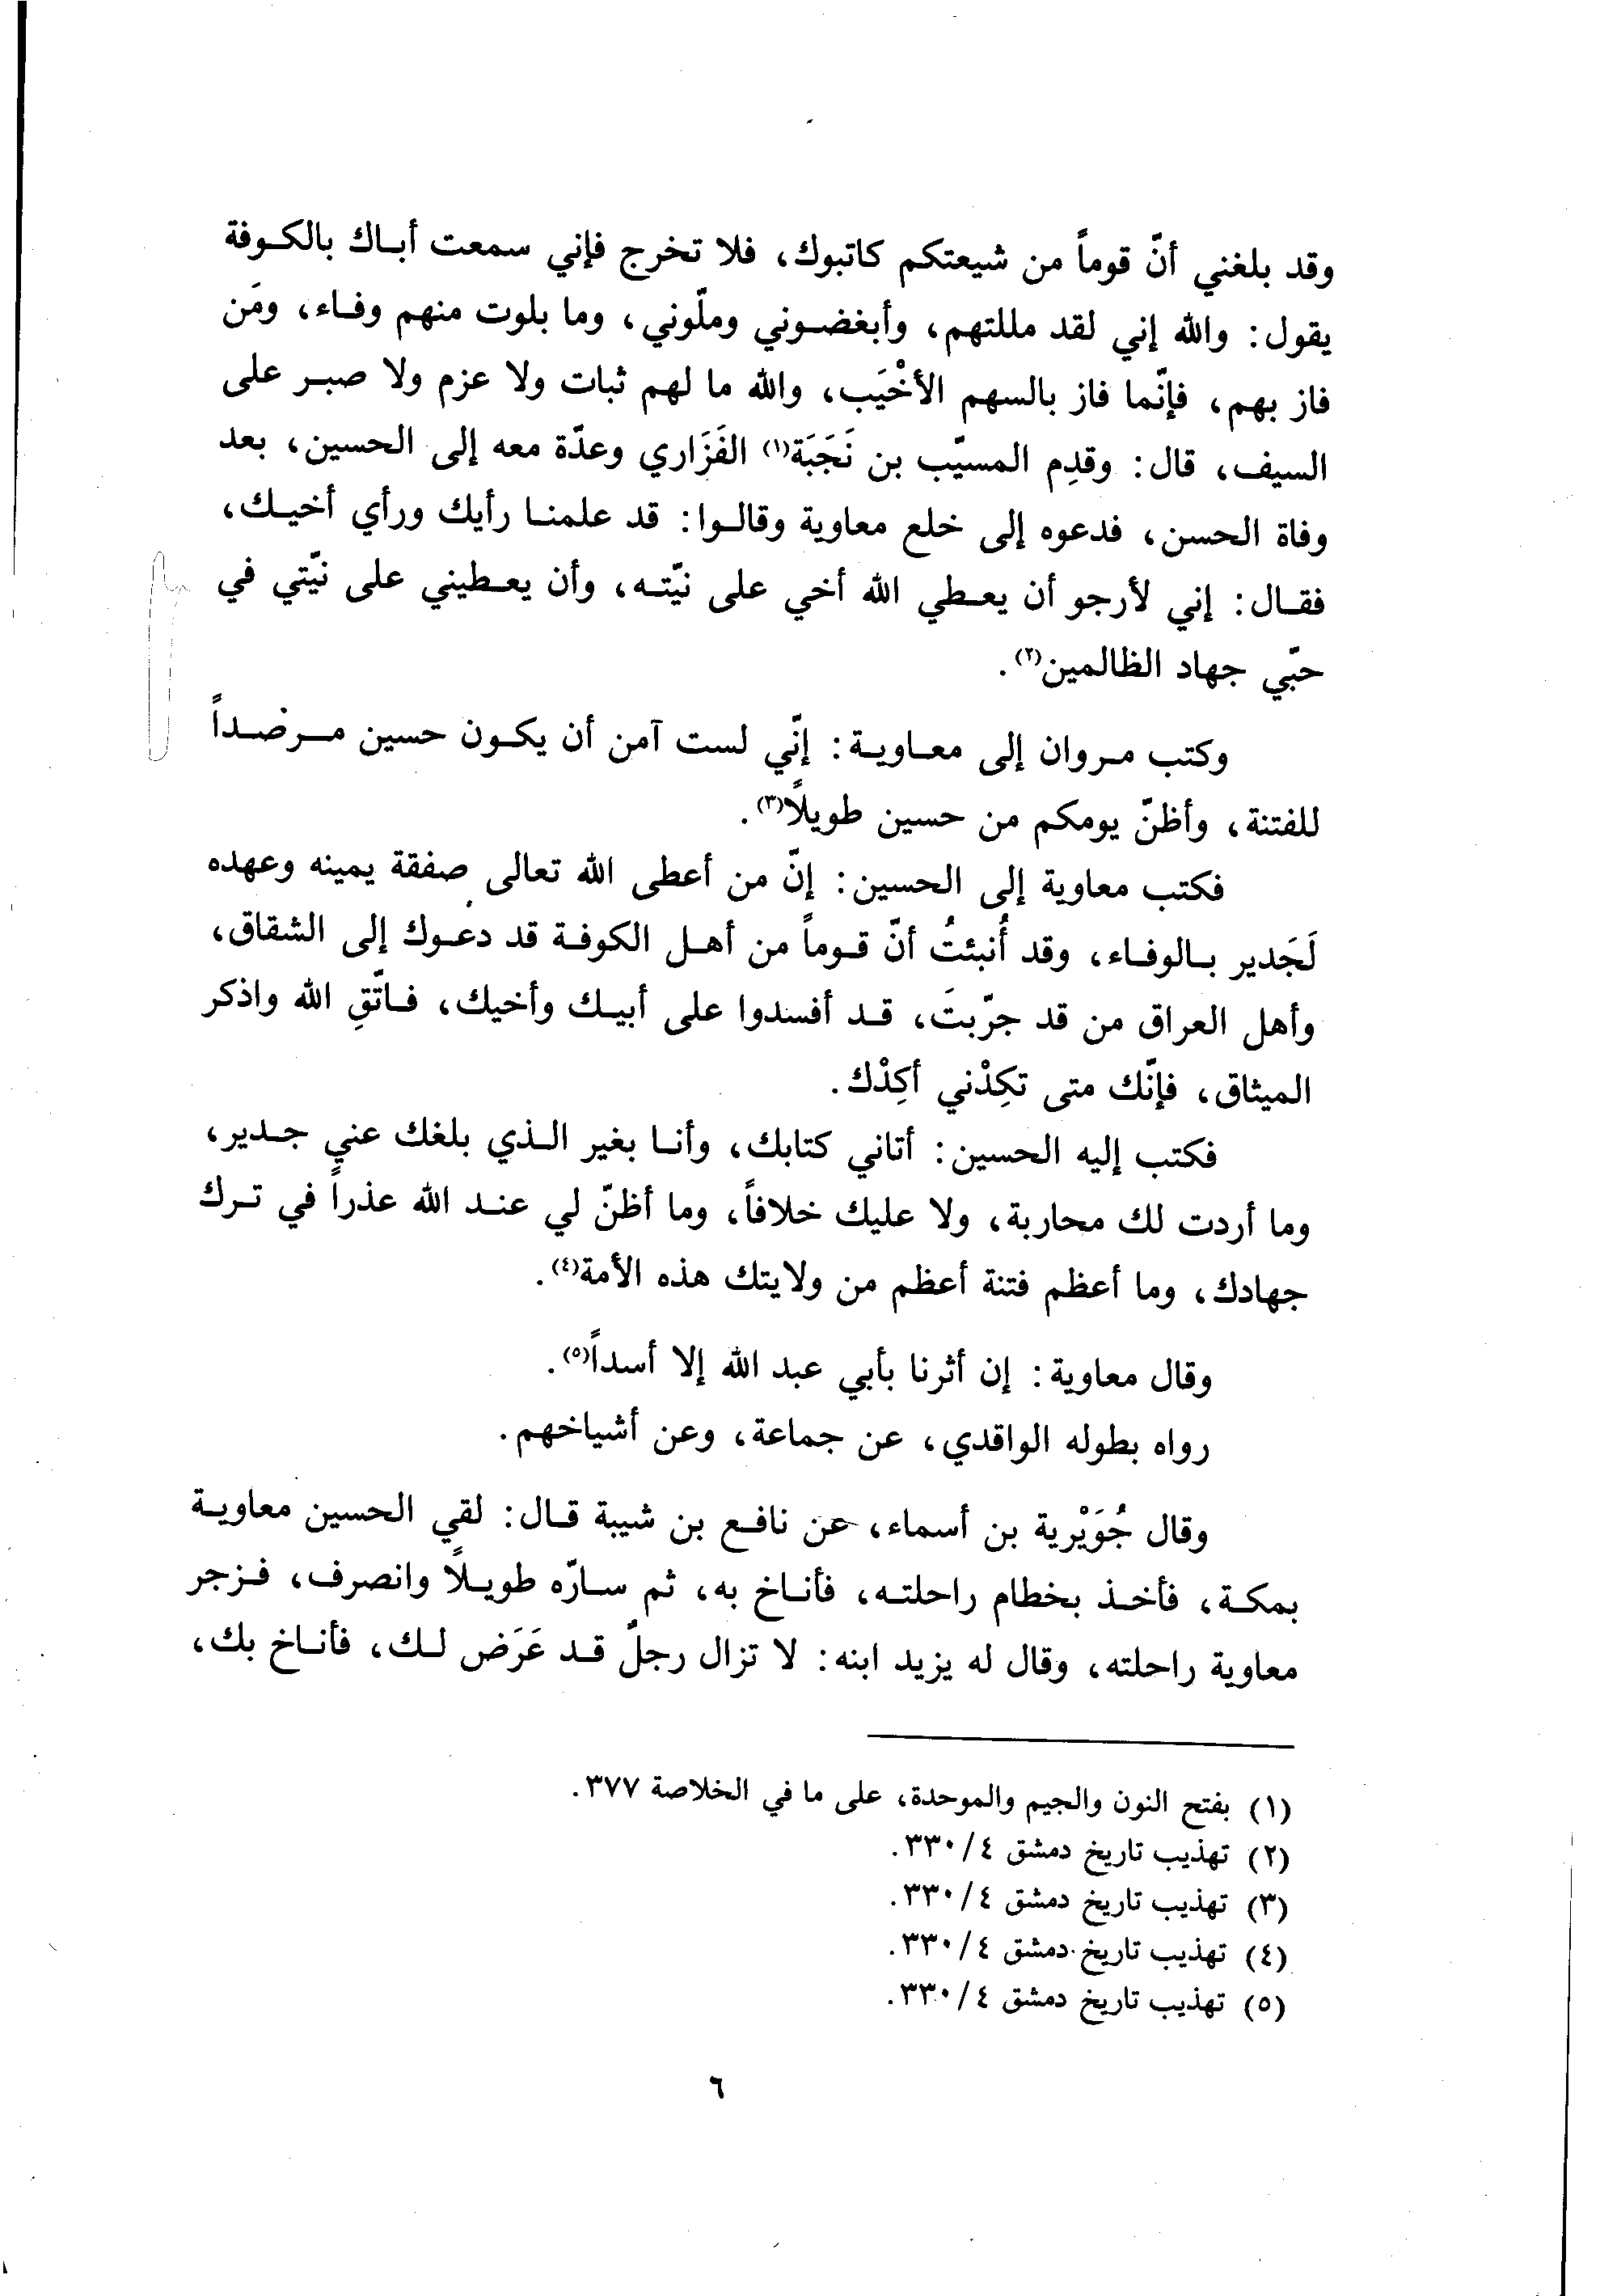 وقد بلغني أنّ قوماً من شيعتكم كاتبوك، فلا تخرج فإني سمعت أباك بالكوفة
يقول: والله إني لقد مللتهم، وأبغضوني وملّوني، وما بلوت منهم وفاء، ومَن
فاز بهم، فإنّما فاز بالسهم الأخْيَب، والله ما لهم ثبات ولا عزم ولا صبر على
السيف، قال: وقدِم المسيّب بن نَجَبَة(١) الفَزَاري وعدّة معه إلى الحسين، بعد
وفاة الحسن، فدعوه إلى خلع معاوية وقالوا: قد علمنا رأيك ورأي أخيك،
فقال: إني لأرجو أن يعطي الله أخي على نيّته، وأن يعطيني على نيّتي في
حبّي جهاد الظالمين(٢).
وكتب مروان إلى معاوية: إنّي لست آمن أن يكون حسين مرصداً
للفتنة، وأظنّ يومكم من حسين طويلاً(٣).
فكتب معاوية إلى الحسين: إنّ من أعطى الله تعالى صفقة يمينه وعهده
لَجَدير بالوفاء، وقد أُنبئتُ أنّ قوماً من أهل الكوفة قد دعوك إلى الشقاق،
وأهل العراق من قد جرّبتَ، قد أفسدوا على أبيك وأخيك، فاتّقِ الله واذكر
الميثاق، فإنّك متى تكِدْني أكِدْك.
فكتب إليه الحسين: أتاني كتابك، وأنا بغير الذي بلغك عني جدير،
وما أردت لك محاربة، ولا عليك خلافاً، وما أظنّ لي عند الله عذراً في ترك
جهادك، وما أعظم فتنة أعظم من ولايتك هذه الأمة(٤).
وقال معاوية: إن أثرنا بأبي عبد الله إلا أسداً(٥).
رواه بطوله الواقدي، عن جماعة، وعن أشياخهم.
وقال جُوَيْرية بن أسماء، عن نافع بن شيبة قال: لقي الحسين معاوية
بمكة، فأخذ بخطام راحلته، فأناخ به، ثم سارّه طويلاً وانصرف، فزجر
معاوية راحلته، وقال له يزيد ابنه: لا تزال رجلٌ قد عَرَض لك، فأناخ بك،
(١) بفتح النون والجيم والموحدة، على ما في الخلاصة ٣٧٧.
(٢) تهذيب تاريخ دمشق ٣٣٠/٤.
(٣) تهذيب تاريخ دمشق ٣٣٠/٤.
(٤) تهذيب تاريخ دمشق ٣٣٠/٤.
(٥) تهذيب تاريخ دمشق ٣٣٠/٤.
٦